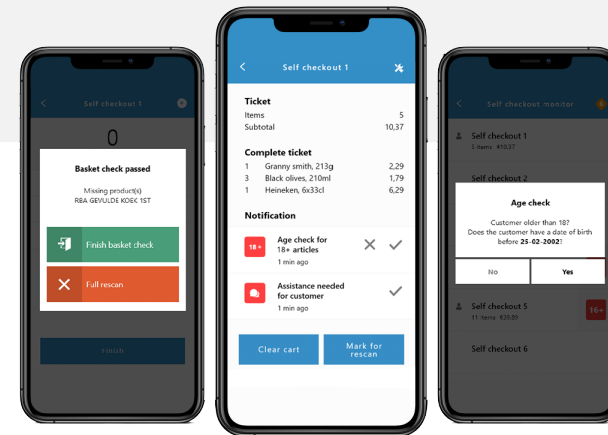 Self checkout 1
0
Basket check passed
Missing product(s)
RBA GEVULDE KOEK 1ST
Finish basket check
Full rescan
Finish
Self checkout 1
Ticket
Items 5
Subtotal 10,37
Complete ticket
1 Granny smith, 213g 2,29
3 Black olives, 210ml 1,79
1 Heineken, 6x33cl 6,29
Notification
18+ Age check for
18+ articles
1 min ago
Assistance needed
for customer
1 min ago
Clear cart Mark for
rescan
Self checkout monitor
Self checkout 1
5 items €10,37
Self checkout 2
Age check
Customer older than 18?
Does the customer have a date of birth
before 25-02-2002?
No Yes
Self checkout 5
11 items €39,89
16+
Self checkout 6